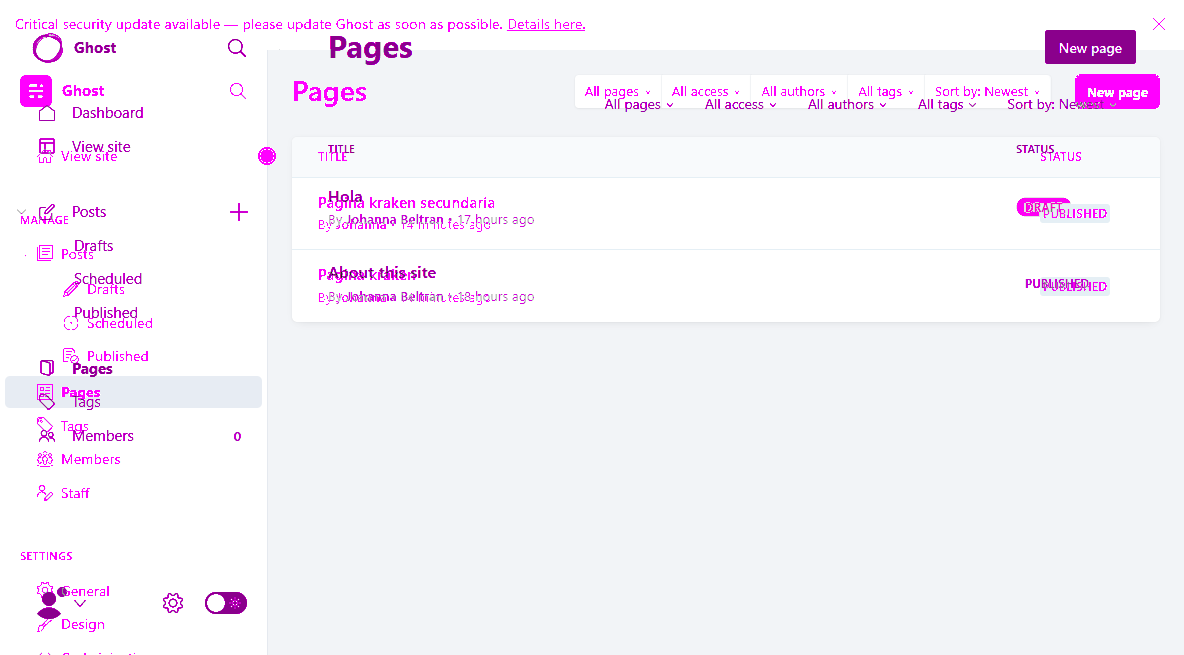 Critical security update available — please update Ghost as soon as possible. Details here.
Ghost
Pages
New page
Ghost
Pages
All pages
All access
All authors
All tags
Sort by: Newest
New page
All pages
All access
All authors
All tags
Sort by: Newest
Dashboard
View site
View site
TITLE
STATUS
TITLE
STATUS
Posts
MANAGE
Hola
By Johanna Beltran • 17 hours ago
DRAFT
Pagina kraken secundaria
By Johanna • 14 minutes ago
PUBLISHED
Drafts
Posts
Scheduled
Drafts
About this site
By Johanna Beltran • 18 hours ago
PUBLISHED
Pagina kraken
By Johanna
PUBLISHED
Published
Scheduled
Published
Pages
Pages
Tags
Tags
Members
0
Members
Staff
SETTINGS
General
Design